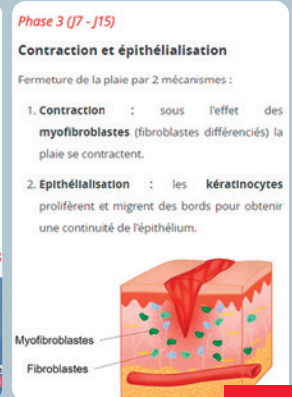 Phase 3 (J7 - J15)
Contraction et épithélialisation
Fermeture de la plaie par 2 mécanismes :
1. Contraction : sous l'effet des
myofibroblastes (fibroblastes différenciés) la
plaie se contractent.
2. Epithélialisation : les kératinocytes
prolifèrent et migrent des bords pour obtenir
une continuité de l'épithélium.
Myofibroblastes
Fibroblastes